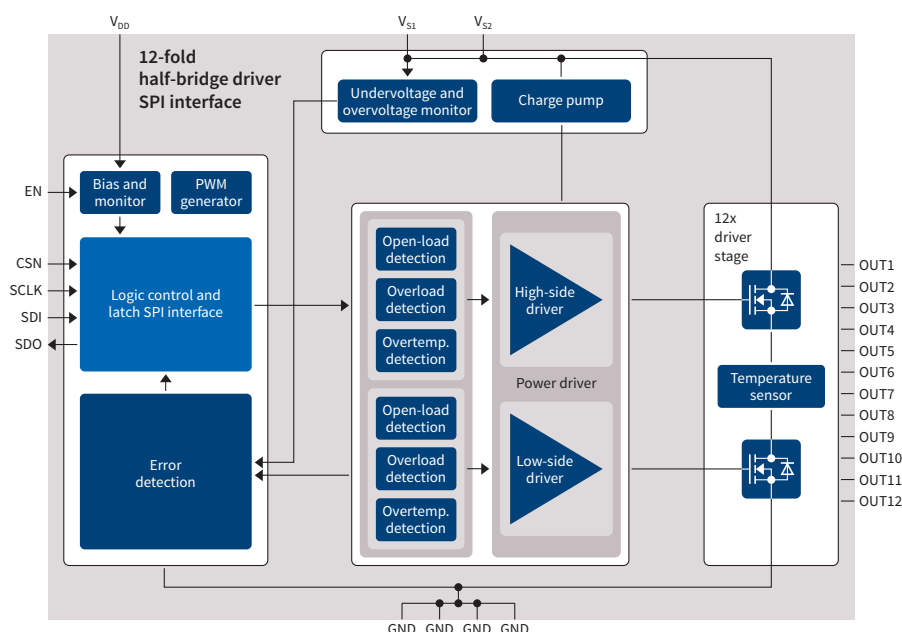 V_DD
V_S1
V_S2
12-fold
half-bridge driver
SPI interface
Undervoltage and
overvoltage monitor
Charge pump
EN
Bias and
monitor
PWM
generator
CSN
SCLK
SDI
SDO
Logic control and
latch SPI interface
Error
detection
Open-load
detection
Overload
detection
Overtemp.
detection
High-side
driver
Power driver
Open-load
detection
Overload
detection
Overtemp.
detection
Low-side
driver
12x
driver
stage
Temperature
sensor
OUT1
OUT2
OUT3
OUT4
OUT5
OUT6
OUT7
OUT8
OUT9
OUT10
OUT11
OUT12
GND GND GND GND